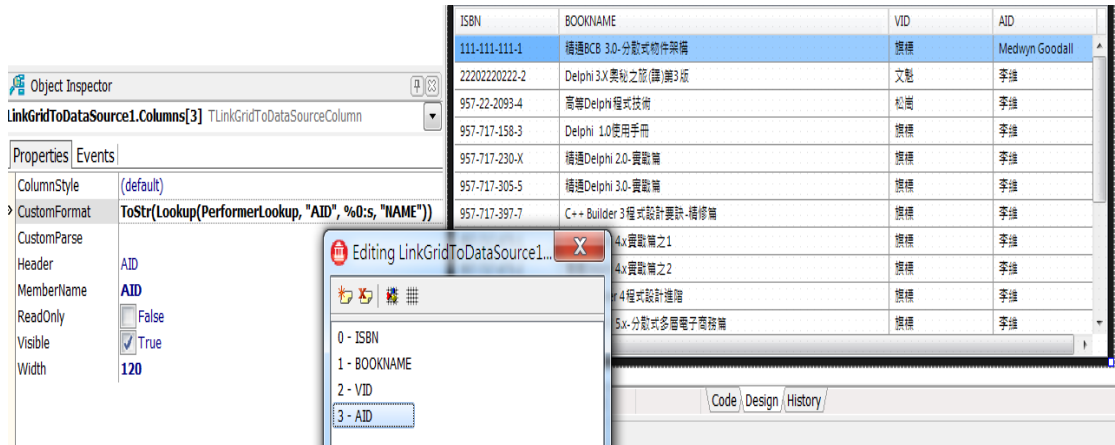 ISBN BOOKNAME VID AID
111-111-111-1 精通BCB 3.0-分散式物件架構 旗標 Medwyn Goodall
22202220222-2 Delphi 3.X 奧秘之旅(譯)第3版 文魁 李維
957-22-2093-4 高等Delphi 程式技術 松崗 李維
957-717-158-3 Delphi 1.0使用手冊 旗標 李維
957-717-230-X 精通Delphi 2.0-實戰篇 旗標 李維
957-717-305-5 精通Delphi 3.0-實戰篇 旗標 李維
957-717-397-7 C++ Builder 3程式設計要訣-精修篇 旗標 李維
4.x實戰篇之1 旗標 李維
4.x實戰篇之2 旗標 李維
er 4程式設計進階 旗標 李維
5.x-分散式多層電子商務篇 旗標 李維
Object Inspector
LinkGridToDataSource1.Columns[3] TLinkGridToDataSourceColumn
Properties Events
ColumnStyle (default)
CustomFormat ToStr(Lookup(PerformerLookup, "AID", %0:s, "NAME"))
CustomParse
Header AID
MemberName AID
ReadOnly False
Visible True
Width 120
Editing LinkGridToDataSource1...
0 - ISBN
1 - BOOKNAME
2 - VID
3 - AID
Code Design History